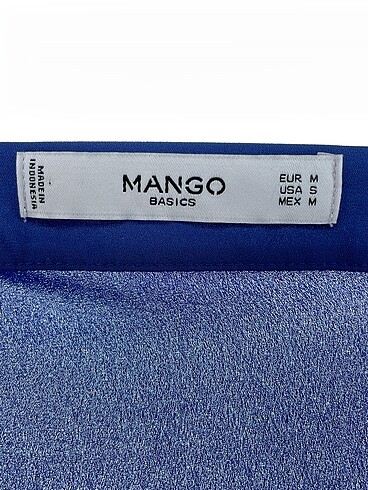 MADE IN
INDONESIA
MANGO
BASICS
EUR M
USA S
MEX M